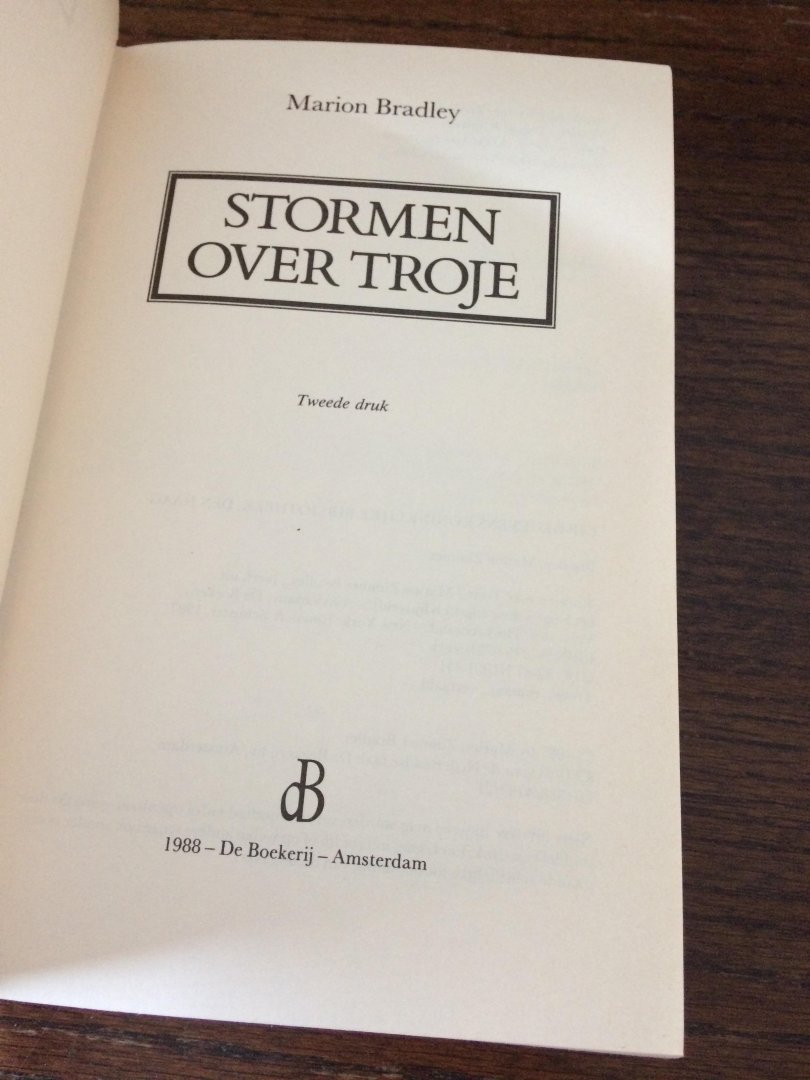 Marion Bradley
STORMEN
OVER TROJE
Tweede druk
dB
1988 – De Boekerij – Amsterdam